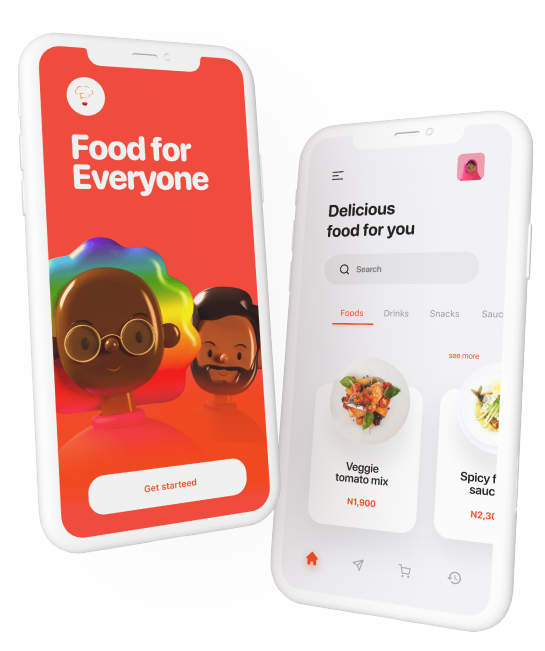 Food for
Everyone
Get starteed
Delicious
food for you
Search
Foods Drinks Snacks Sauc
see more
Veggie
tomato mix
N1,900
Spicy f
sauc
N2,30